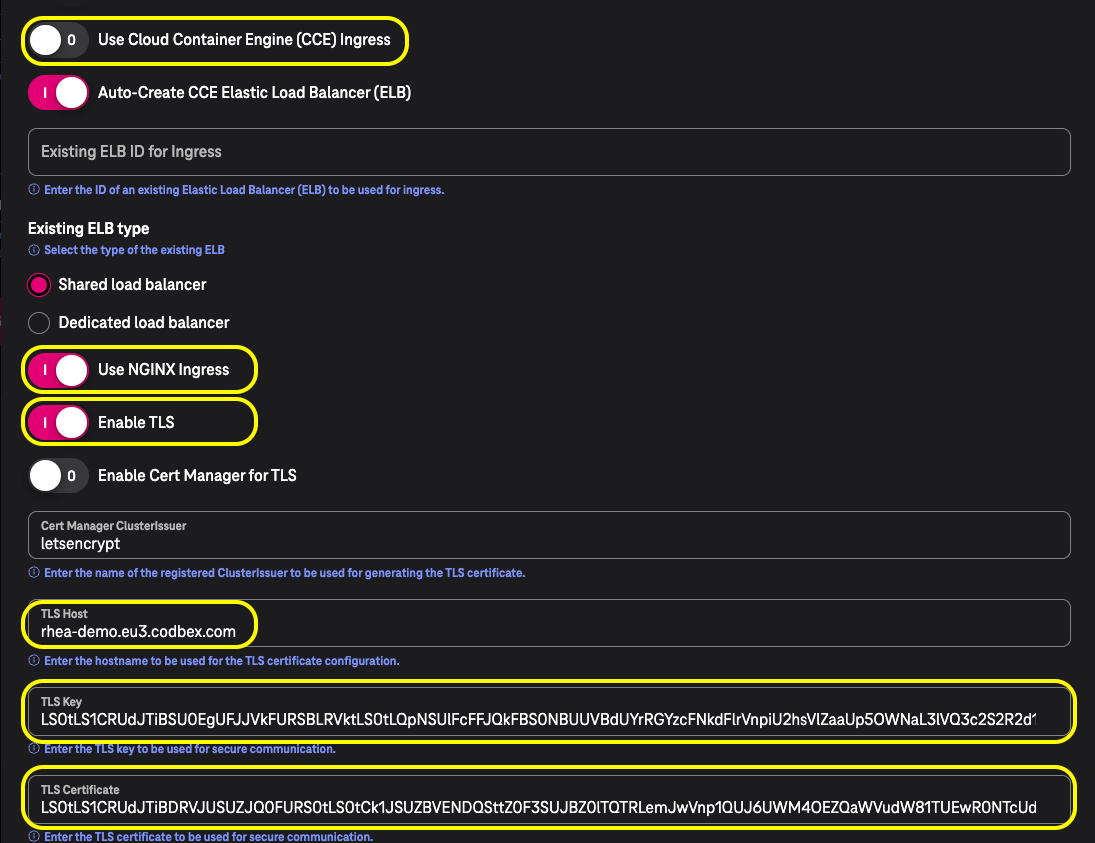 0 Use Cloud Container Engine (CCE) Ingress
I Auto-Create CCE Elastic Load Balancer (ELB)
Existing ELB ID for Ingress
Enter the ID of an existing Elastic Load Balancer (ELB) to be used for ingress.
Existing ELB type
Select the type of the existing ELB
Shared load balancer
Dedicated load balancer
I Use NGINX Ingress
I Enable TLS
0 Enable Cert Manager for TLS
Cert Manager ClusterIssuer
letsencrypt
Enter the name of the registered ClusterIssuer to be used for generating the TLS certificate.
TLS Host
rhea-demo.eu3.codbex.com
Enter the hostname to be used for the TLS certificate configuration.
TLS Key
Enter the TLS key to be used for secure communication.
TLS Certificate
Enter the TLS certificate to be used for secure communication.